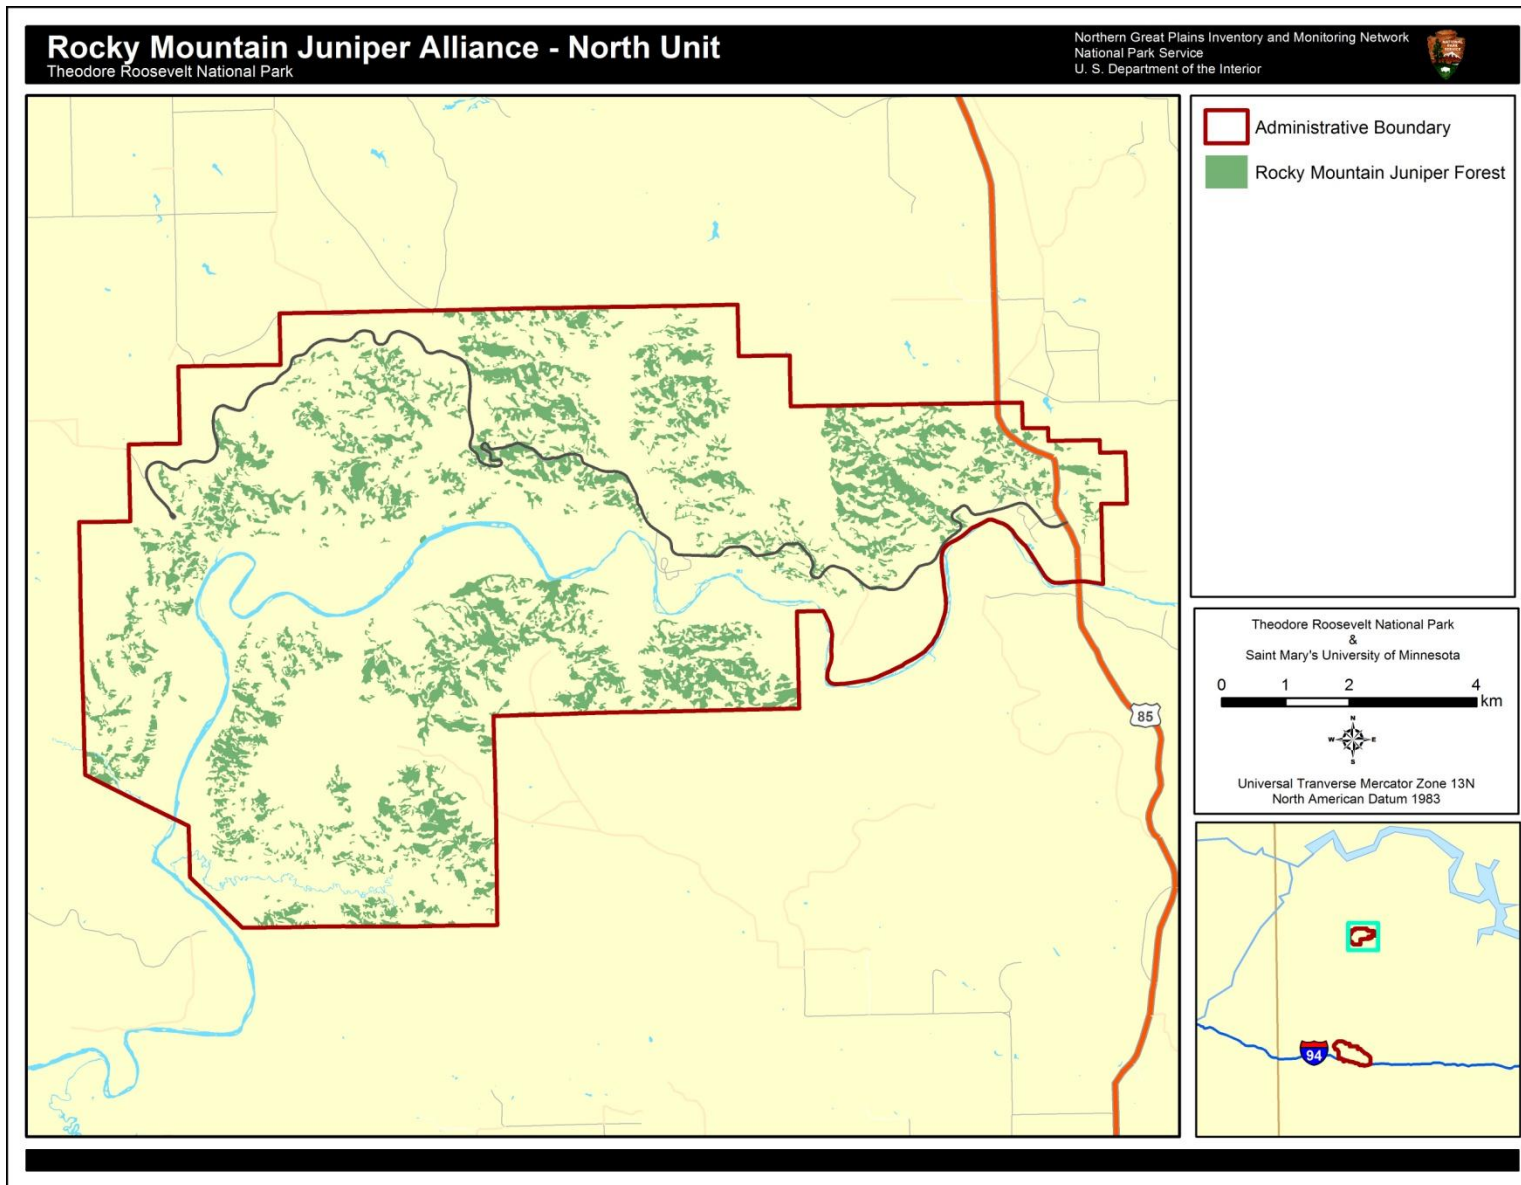 Rocky Mountain Juniper Alliance - North Unit
Theodore Roosevelt National Park
Northern Great Plains Inventory and Monitoring Network
National Park Service
U. S. Department of the Interior
Administrative Boundary
Rocky Mountain Juniper Forest
85
Theodore Roosevelt National Park
&
Saint Mary's University of Minnesota
0 1 2 4
km
N
W E
S
Universal Tranverse Mercator Zone 13N
North American Datum 1983
94